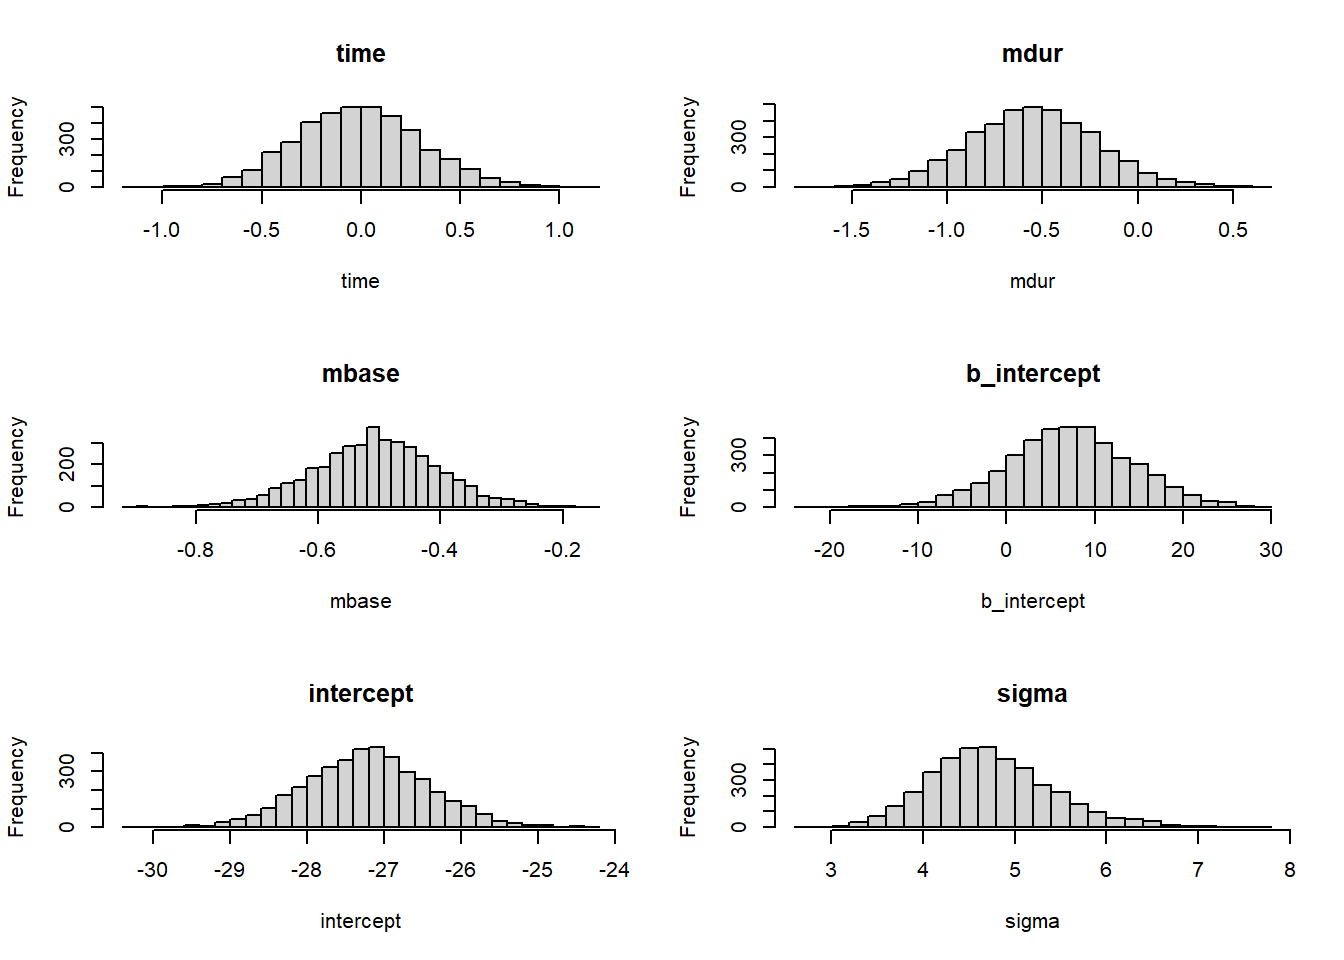 time
Frequency
0 300
-1.0 -0.5 0.0 0.5 1.0
time
mdur
Frequency
0 300
-1.5 -1.0 -0.5 0.0 0.5
mdur
mbase
Frequency
0 200
-0.8 -0.6 -0.4 -0.2
mbase
b_intercept
Frequency
0 300
-20 -10 0 10 20 30
b_intercept
intercept
Frequency
0 300
-30 -29 -28 -27 -26 -25 -24
intercept
sigma
Frequency
0 300
3 4 5 6 7 8
sigma